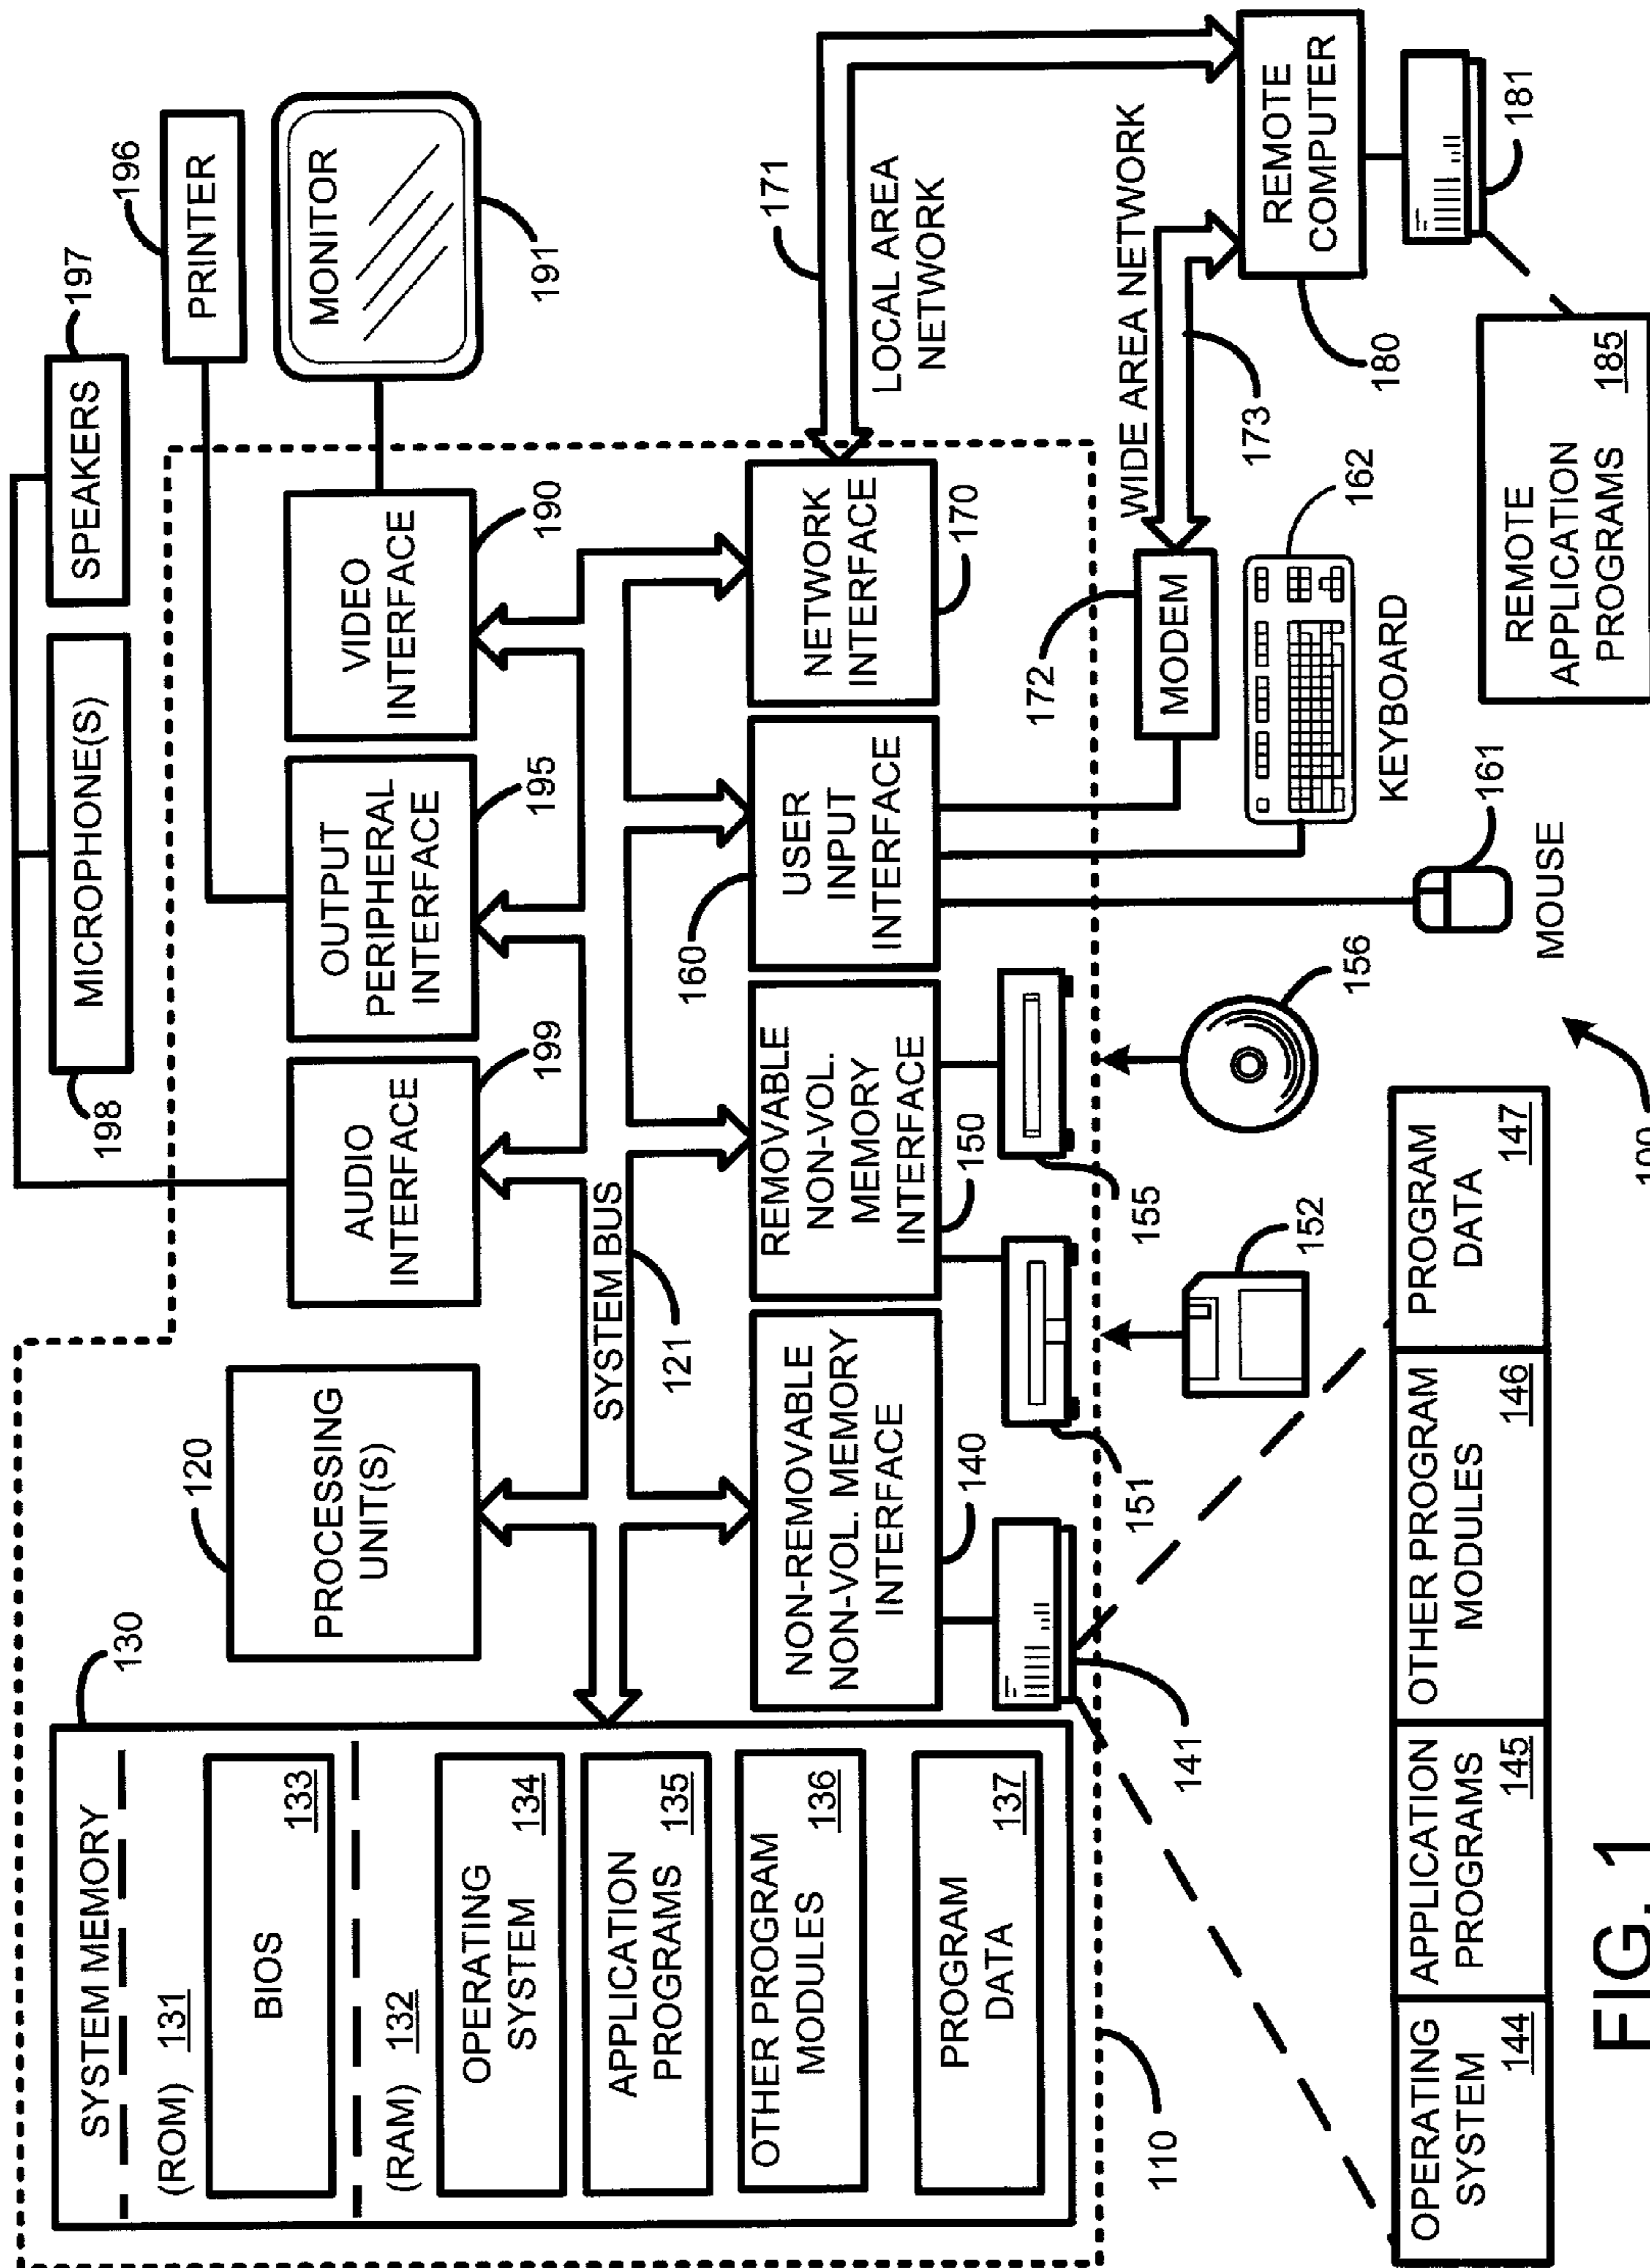 SYSTEM MEMORY
(ROM) 131
BIOS
133
(RAM) 132
OPERATING
SYSTEM
134
APPLICATION
PROGRAMS
135
OTHER PROGRAM
MODULES
136
PROGRAM
DATA
137
130
110
120
PROCESSING
UNIT(S)
SYSTEM BUS
121
198
MICROPHONE(S)
SPEAKERS
197
196
PRINTER
AUDIO
INTERFACE
199
OUTPUT
PERIPHERAL
INTERFACE
195
VIDEO
INTERFACE
190
MONITOR
191
NON-REMOVABLE
NON-VOL. MEMORY
INTERFACE
140
REMOVABLE
NON-VOL.
MEMORY
INTERFACE
150
160
USER
INPUT
INTERFACE
NETWORK
INTERFACE
170
171
LOCAL AREA
NETWORK
141
151
152
155
156
172
MODEM
WIDE AREA NETWORK
173
162
KEYBOARD
161
MOUSE
REMOTE
COMPUTER
180
181
REMOTE
APPLICATION
PROGRAMS
185
OPERATING
SYSTEM
144
APPLICATION
PROGRAMS
145
OTHER PROGRAM
MODULES
146
PROGRAM
DATA
147
FIG. 1